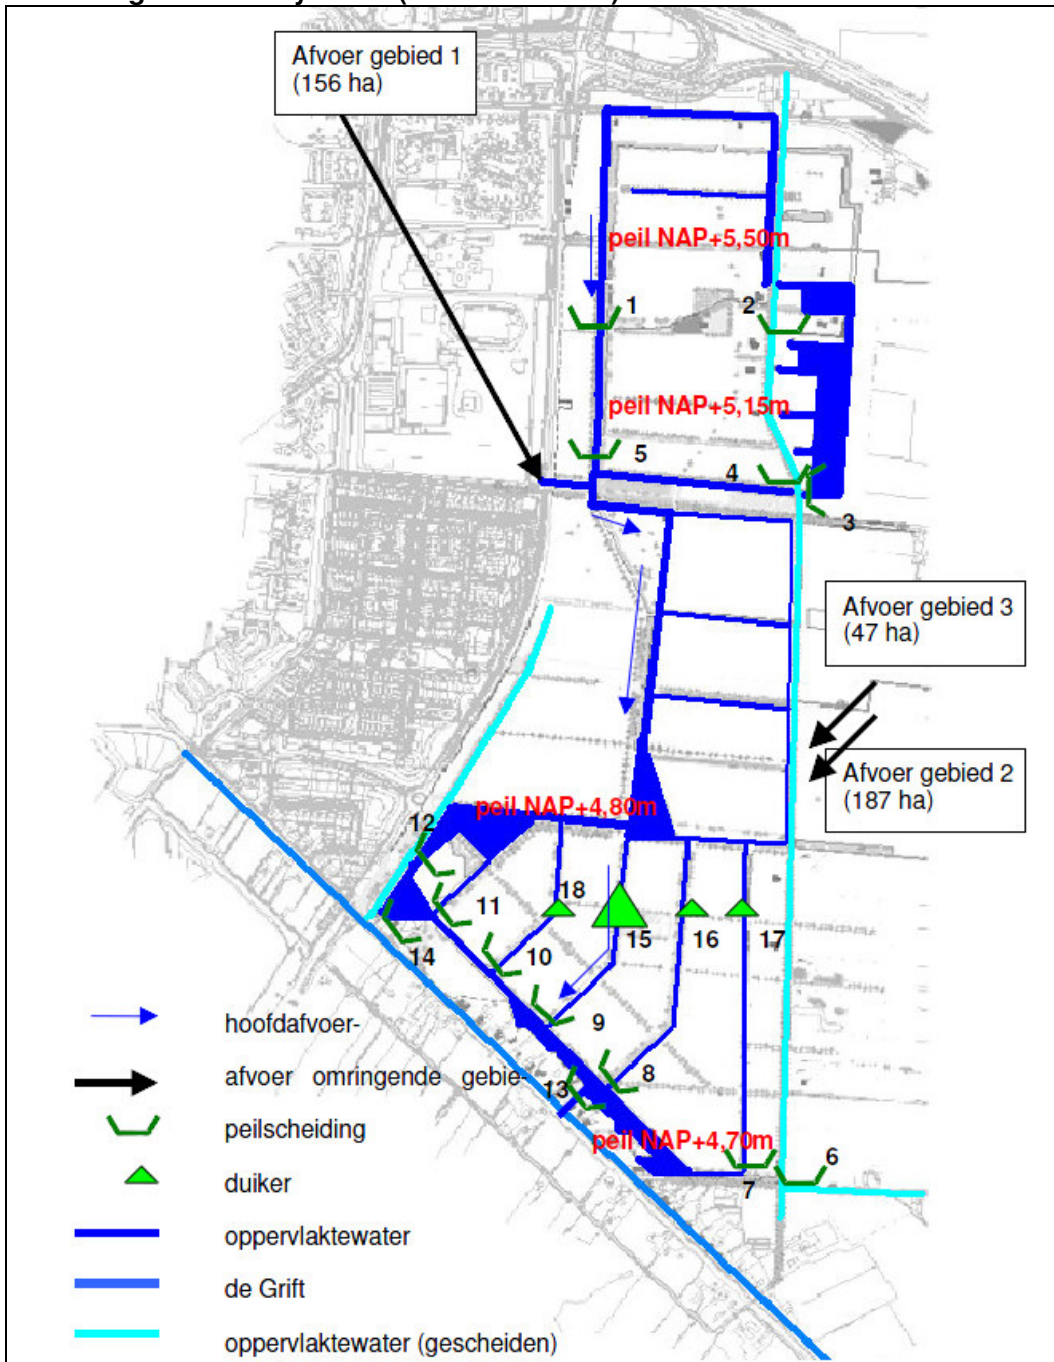 Afvoer gebied 1
(156 ha)
peil NAP+5,50m
1
2
peil NAP+5,15m
5
4
3
Afvoer gebied 3
(47 ha)
Afvoer gebied 2
(187 ha)
peil NAP+4,80m
12
18
11
15
16
17
14
10
9
8
13
peil NAP+4,70m
6
7
hoofdafvoer-
afvoer omringende gebie-
peilscheiding
duiker
oppervlaktewater
de Grift
oppervlaktewater (gescheiden)